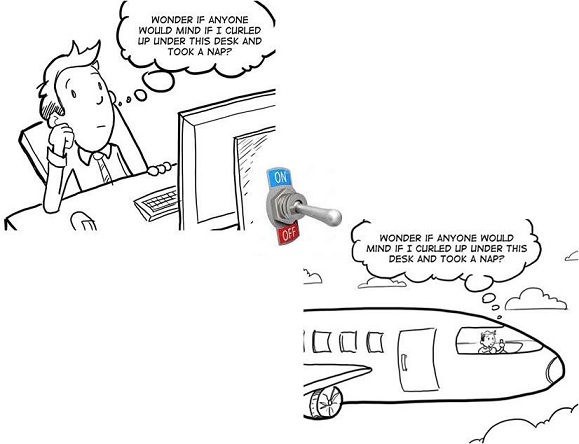 WONDER IF ANYONE
WOULD MIND IF I CURLED
UP UNDER THIS DESK AND
TOOK A NAP?
ON
OFF
WONDER IF ANYONE WOULD
MIND IF I CURLED UP UNDER THIS
DESK AND TOOK A NAP?